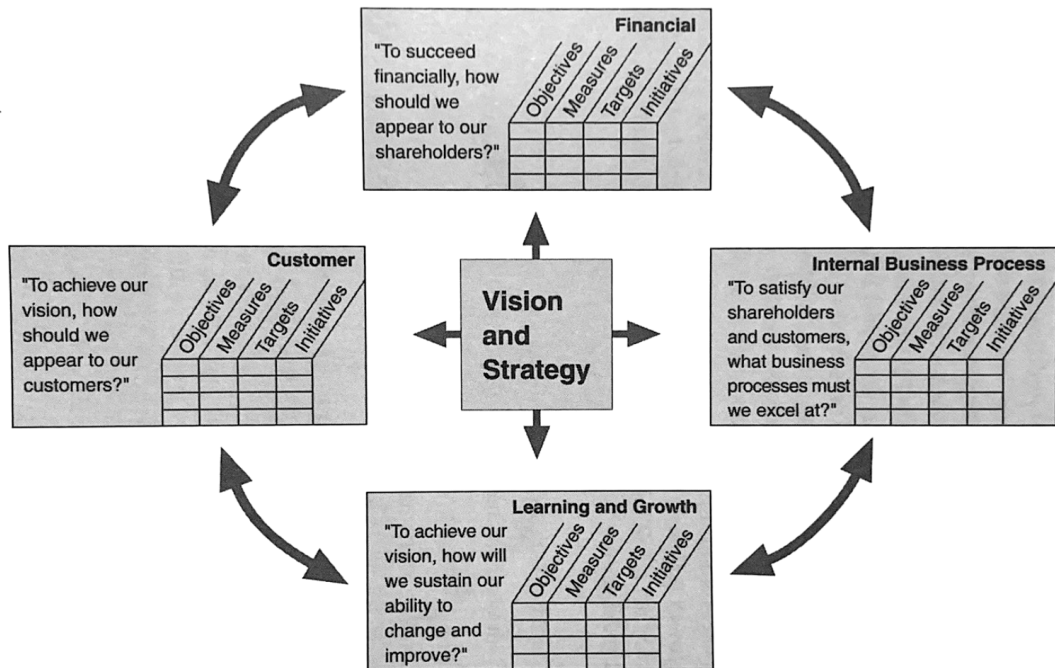 Financial
"To succeed
financially, how
should we
appear to our
shareholders?"
Objectives
Measures
Targets
Initiatives
Customer
"To achieve our
vision, how
should we
appear to our
customers?"
Objectives
Measures
Targets
Initiatives
Vision
and
Strategy
Internal Business Process
"To satisfy our
shareholders
and customers,
what business
processes must
we excel at?"
Objectives
Measures
Targets
Initiatives
Learning and Growth
"To achieve our
vision, how will
we sustain our
ability to
change and
improve?"
Objectives
Measures
Targets
Initiatives